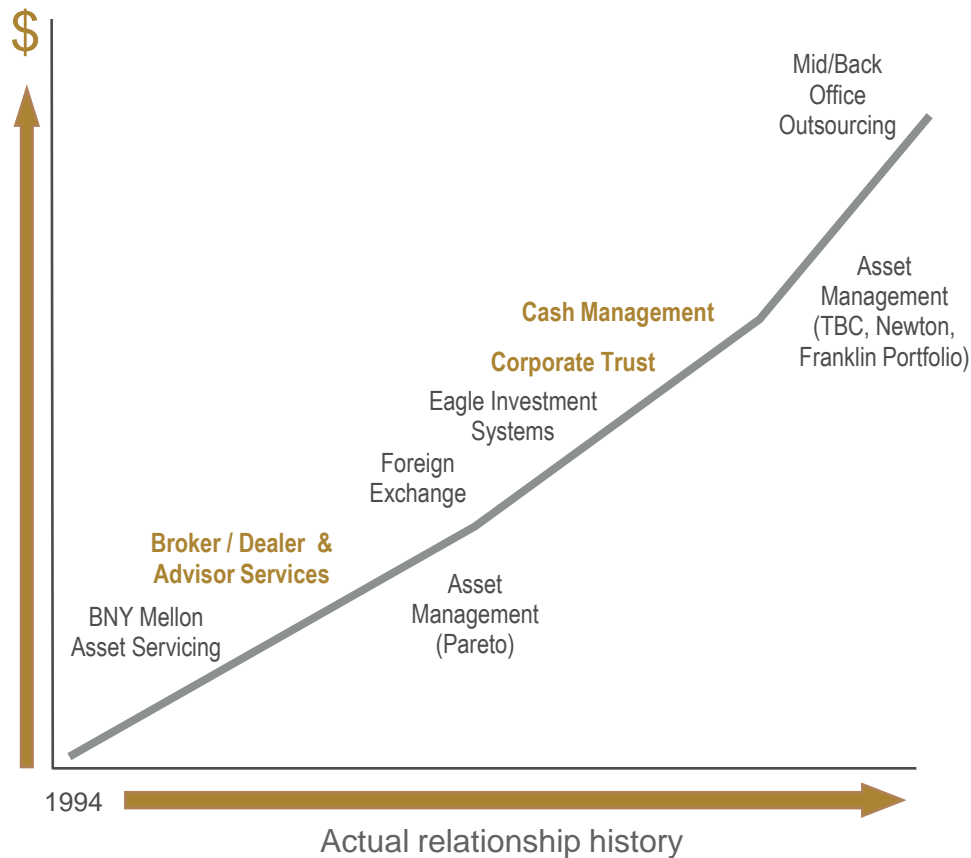 $
Mid/Back
Office
Outsourcing
Asset
Management
(TBC, Newton,
Franklin Portfolio)
Cash Management
Corporate Trust
Eagle Investment
Systems
Foreign
Exchange
Broker / Dealer &
Advisor Services
Asset
Management
(Pareto)
BNY Mellon
Asset Servicing
1994
Actual relationship history